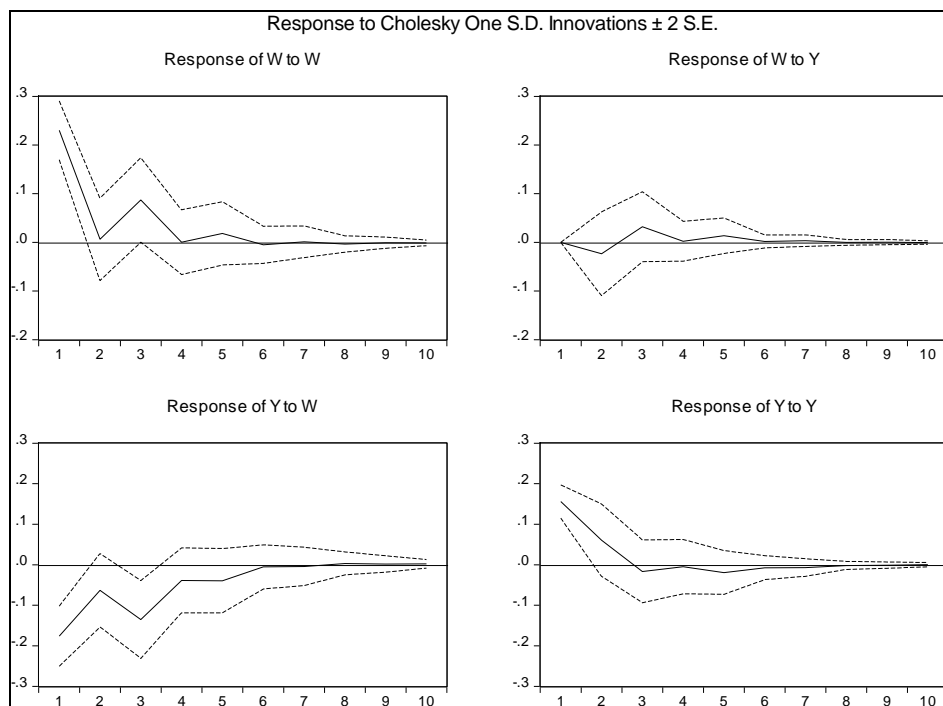 Response to Cholesky One S.D. Innovations ± 2 S.E.
Response of W to W
.3
.2
.1
.0
-.1
-.2
1 2 3 4 5 6 7 8 9 10
Response of W to Y
.3
.2
.1
.0
-.1
-.2
1 2 3 4 5 6 7 8 9 10
Response of Y to W
.3
.2
.1
.0
-.1
-.2
-.3
1 2 3 4 5 6 7 8 9 10
Response of Y to Y
.3
.2
.1
.0
-.1
-.2
-.3
1 2 3 4 5 6 7 8 9 10